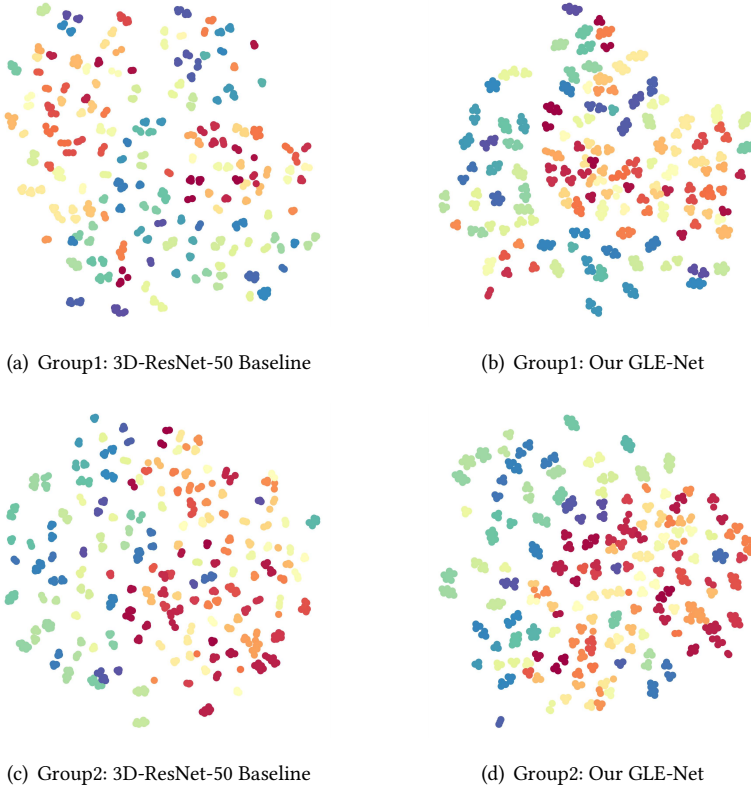 (a) Group1: 3D-ResNet-50 Baseline
(b) Group1: Our GLE-Net
(c) Group2: 3D-ResNet-50 Baseline
(d) Group2: Our GLE-Net